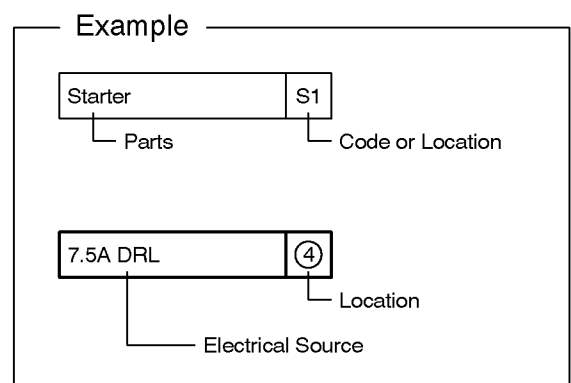 Example
Starter S1
Parts Code or Location
7.5A DRL 4
Location
Electrical Source